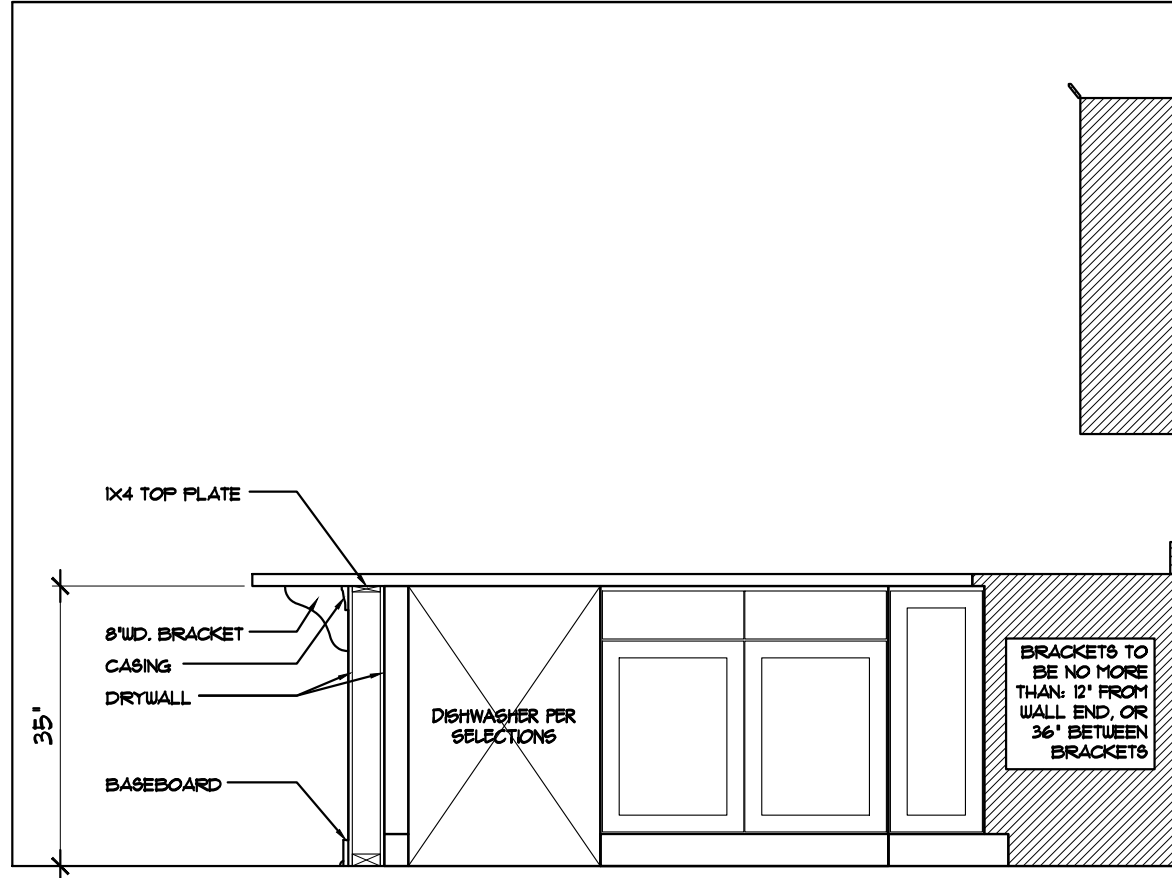 1X4 TOP PLATE
8"WD. BRACKET
CASING
DRYWALL
BASEBOARD
35"
DISHWASHER PER
SELECTIONS
BRACKETS TO
BE NO MORE
THAN: 12" FROM
WALL END, OR
36" BETWEEN
BRACKETS